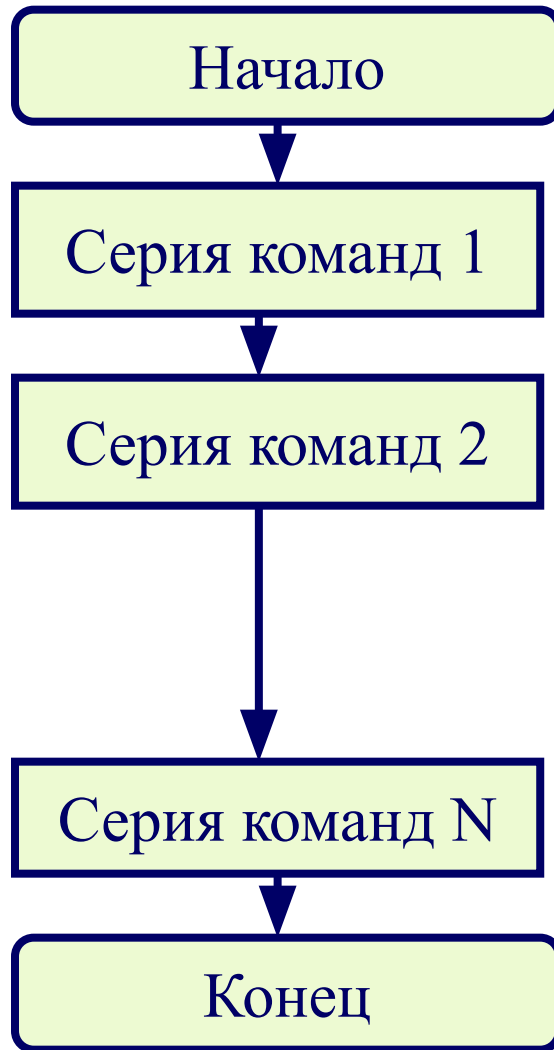 Начало
Серия команд 1
Серия команд 2
Серия команд N
Конец